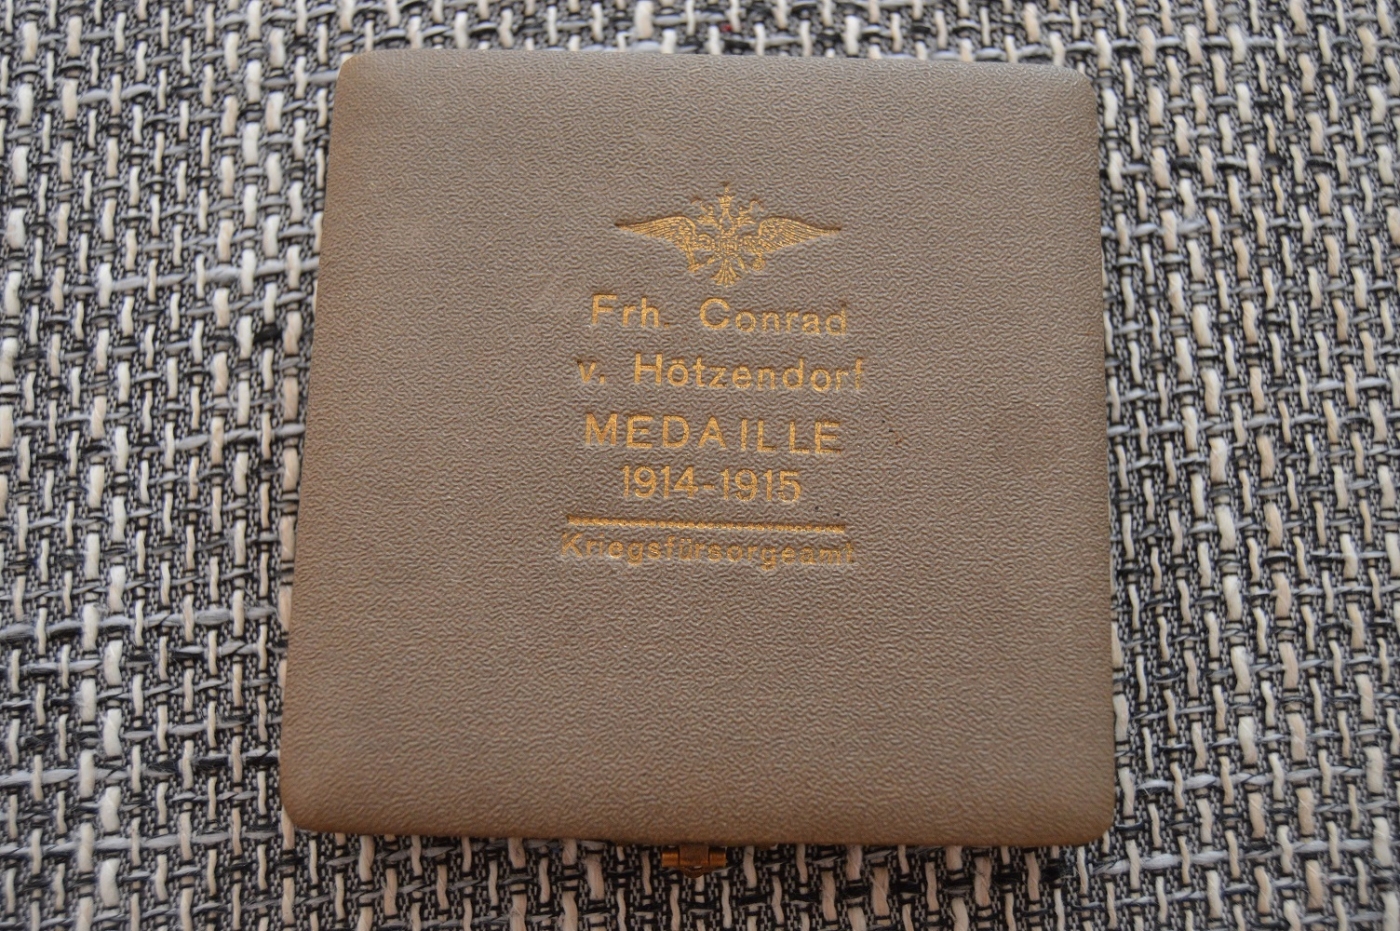 Frh. Conrad
v. Hötzendorf
MEDAILLE
1914-1915
Kriegsfürsorgeamt